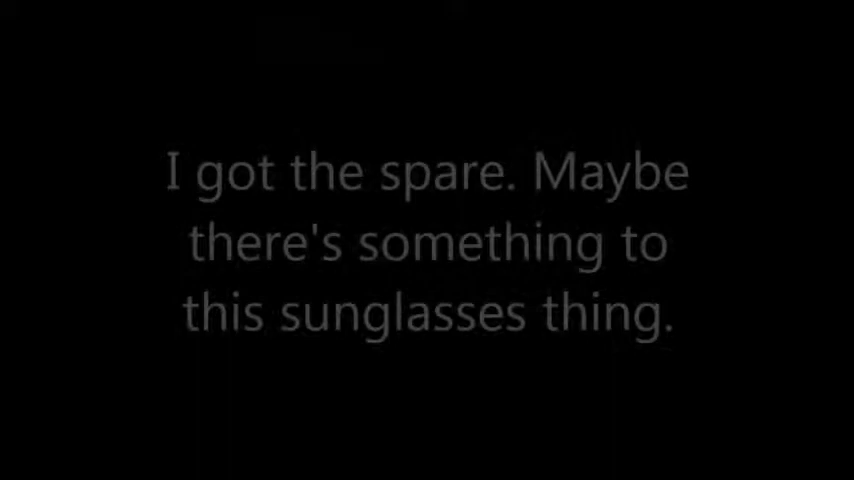 I got the spare. Maybe
there's something to
this sunglasses thing.